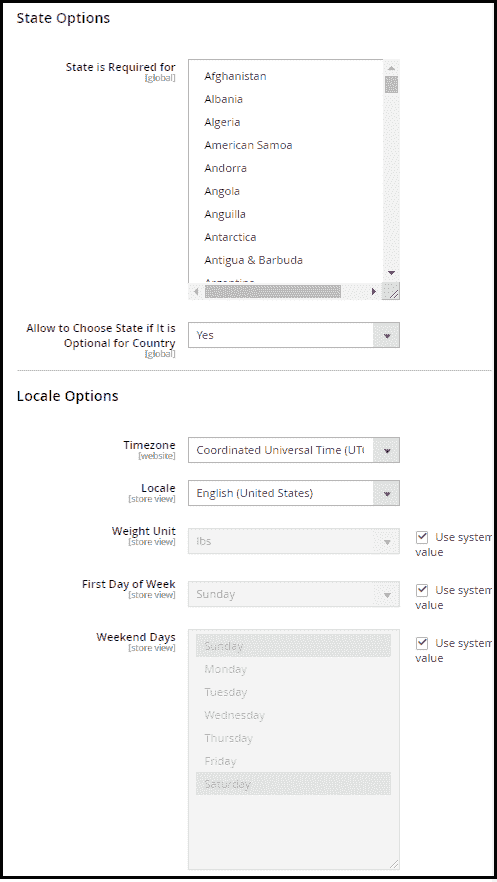 State Options
State is Required for
[global]
Afghanistan
Albania
Algeria
American Samoa
Andorra
Angola
Anguilla
Antarctica
Antigua & Barbuda
Allow to Choose State if It is
Optional for Country
[global]
Yes
Locale Options
Timezone
[website]
Coordinated Universal Time (UT
Locale
[store view]
English (United States)
Weight Unit
[store view]
lbs
Use system
value
First Day of Week
[store view]
Sunday
Use system
value
Weekend Days
[store view]
Use system
value
Sunday
Monday
Tuesday
Wednesday
Thursday
Friday
Saturday